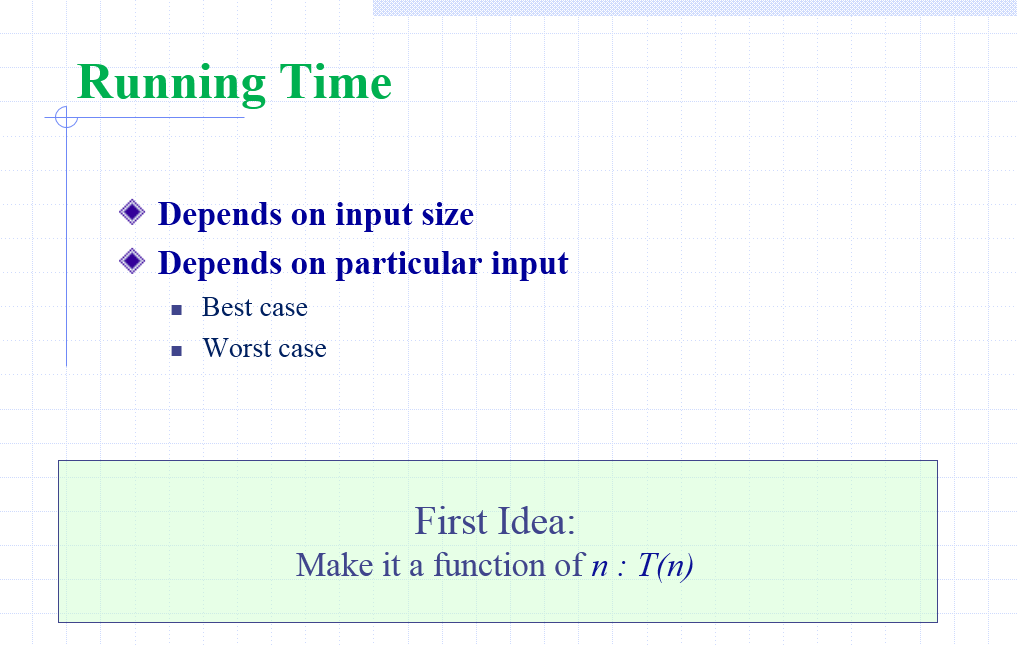 Running Time
Depends on input size
Depends on particular input
Best case
Worst case
First Idea:
Make it a function of n : T(n)